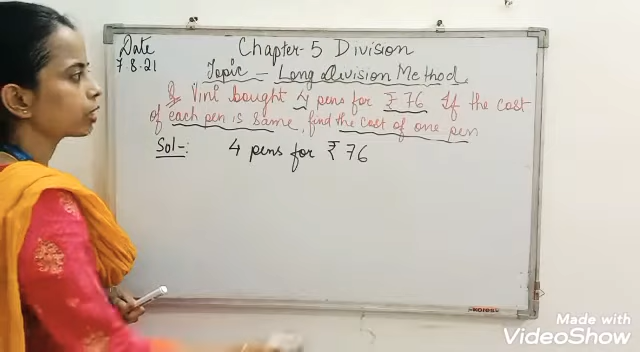 Date
7.8.21
Chapter-5 Division
Topic - Long Division Method
Q. Vini bought 4 pens for ₹ 76 If the cost
of each pen is same, find the cost of one pen
Sol-: 4 pens for ₹ 76
KORES
Made with
VideoShow